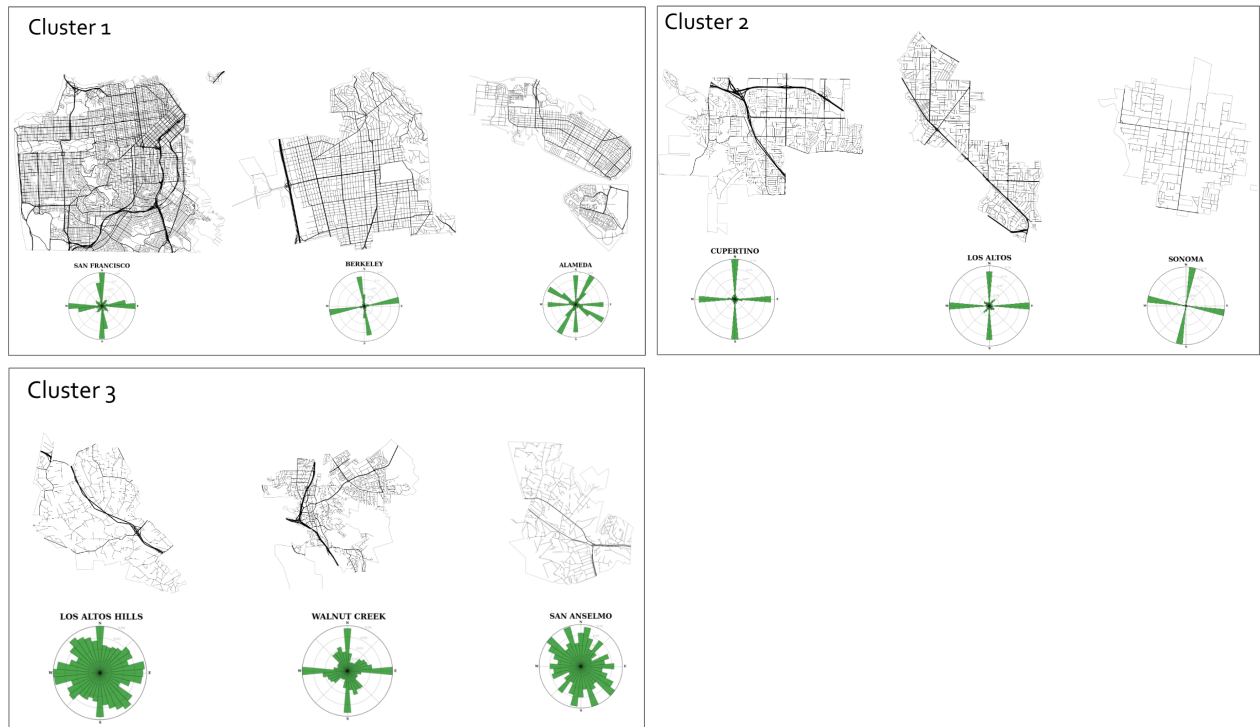 Cluster 1
SAN FRANCISCO
N
W
E
S
BERKELEY
N
W
E
S
ALAMEDA
N
W
E
S
Cluster 2
CUPERTINO
N
W
E
S
LOS ALTOS
N
W
E
S
SONOMA
N
W
E
S
Cluster 3
LOS ALTOS HILLS
N
W
E
S
WALNUT CREEK
N
W
E
S
SAN ANSELMO
N
W
E
S